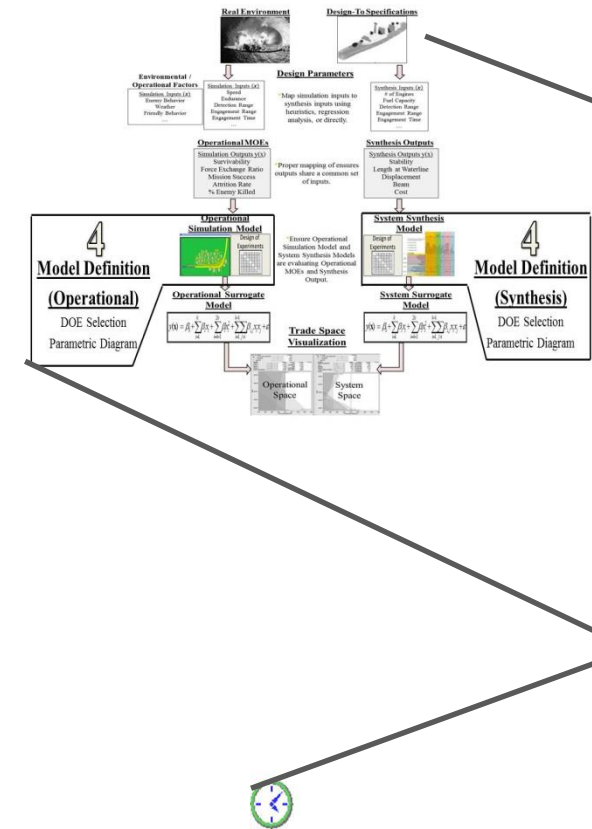 Real Environment
Design-To Specifications
Environmental /
Operational Factors
Simulation Inputs (x)
Enemy Behavior
Weather
Friendly Behavior
...
Simulation Inputs (x)
Speed
Endurance
Detection Range
Engagement Range
Engagement Time
...
Design Parameters
*Map simulation inputs to
synthesis inputs using
heuristics, regression
analysis, or directly.
Synthesis Inputs (x)
# of Engines
Fuel Capacity
Detection Range
Engagement Range
Engagement Time
...
Operational MOEs
Simulation Outputs y(x)
Survivability
Force Exchange Ratio
Mission Success
Attrition Rate
% Enemy Killed
*Proper mapping of ensures
outputs share a common set
of inputs.
Synthesis Outputs
Synthesis Outputs y(x)
Stability
Length at Waterline
Displacement
Beam
Cost
4
Model Definition
(Operational)
DOE Selection
Parametric Diagram
Operational
Simulation Model
Design of
Experiments
*Ensure Operational
Simulation Model and
System Synthesis Models
are evaluating Operational
MOEs and Synthesis
Output.
System Synthesis
Model
Design of
Experiments
4
Model Definition
(Synthesis)
DOE Selection
Parametric Diagram
Operational Surrogate
Model
System Surrogate
Model
Trade Space
Visualization
Operational
Space
System
Space